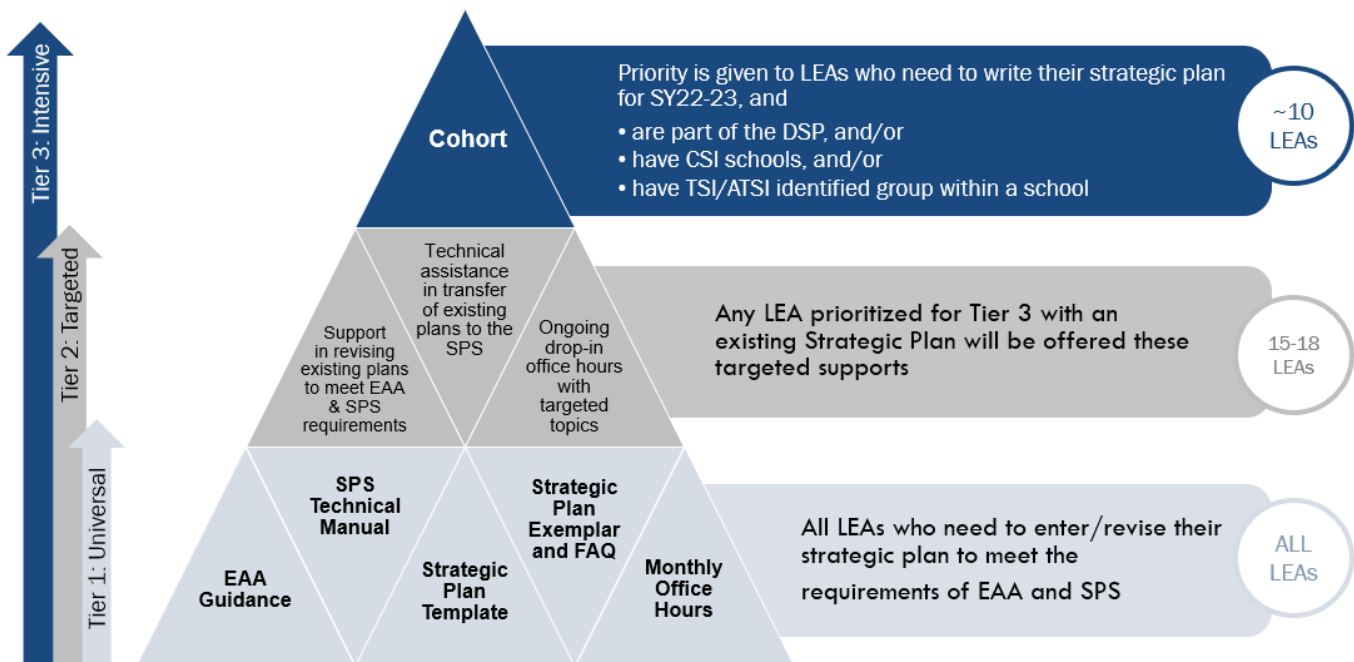 Tier 3: Intensive
Tier 2: Targeted
Tier 1: Universal
Cohort
Priority is given to LEAs who need to write their strategic plan
for SY22-23, and
• are part of the DSP, and/or
• have CSI schools, and/or
• have TSI/ATSI identified group within a school
~10
LEAs
Support
in revising
existing plans
to meet EAA
& SPS
requirements
Technical
assistance
in transfer
of existing
plans to the
SPS
Ongoing
drop-in
office hours
with
targeted
topics
Any LEA prioritized for Tier 3 with an
existing Strategic Plan will be offered these
targeted supports
15-18
LEAs
EAA
Guidance
SPS
Technical
Manual
Strategic
Plan
Template
Strategic
Plan
Exemplar
and FAQ
Monthly
Office
Hours
All LEAs who need to enter/revise their
strategic plan to meet the
requirements of EAA and SPS
ALL
LEAs